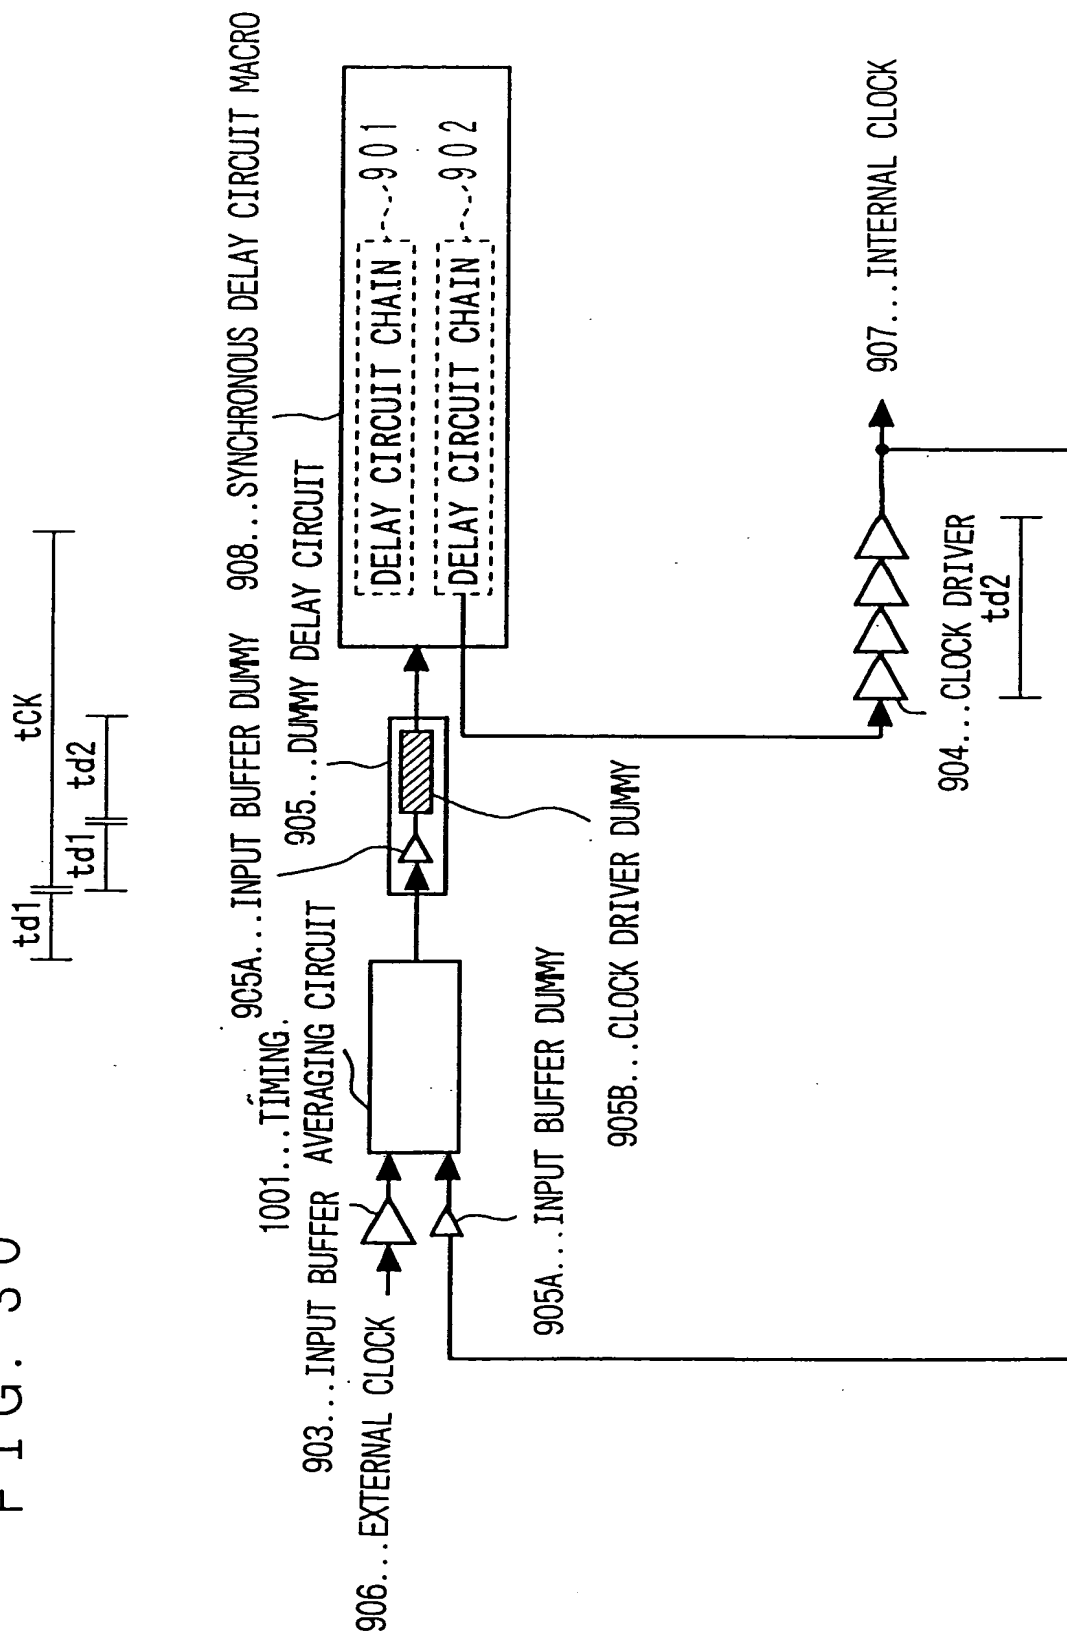 FIG. 30
td1
tCK
td1
td2
905A...INPUT BUFFER DUMMY
908...SYNCHRONOUS DELAY CIRCUIT MACRO
905...DUMMY DELAY CIRCUIT
1001...TIMING
AVERAGING CIRCUIT
903...INPUT BUFFER
906...EXTERNAL CLOCK
DELAY CIRCUIT CHAIN
901
DELAY CIRCUIT CHAIN
902
905A...INPUT BUFFER DUMMY
905B...CLOCK DRIVER DUMMY
907...INTERNAL CLOCK
904...CLOCK DRIVER
td2